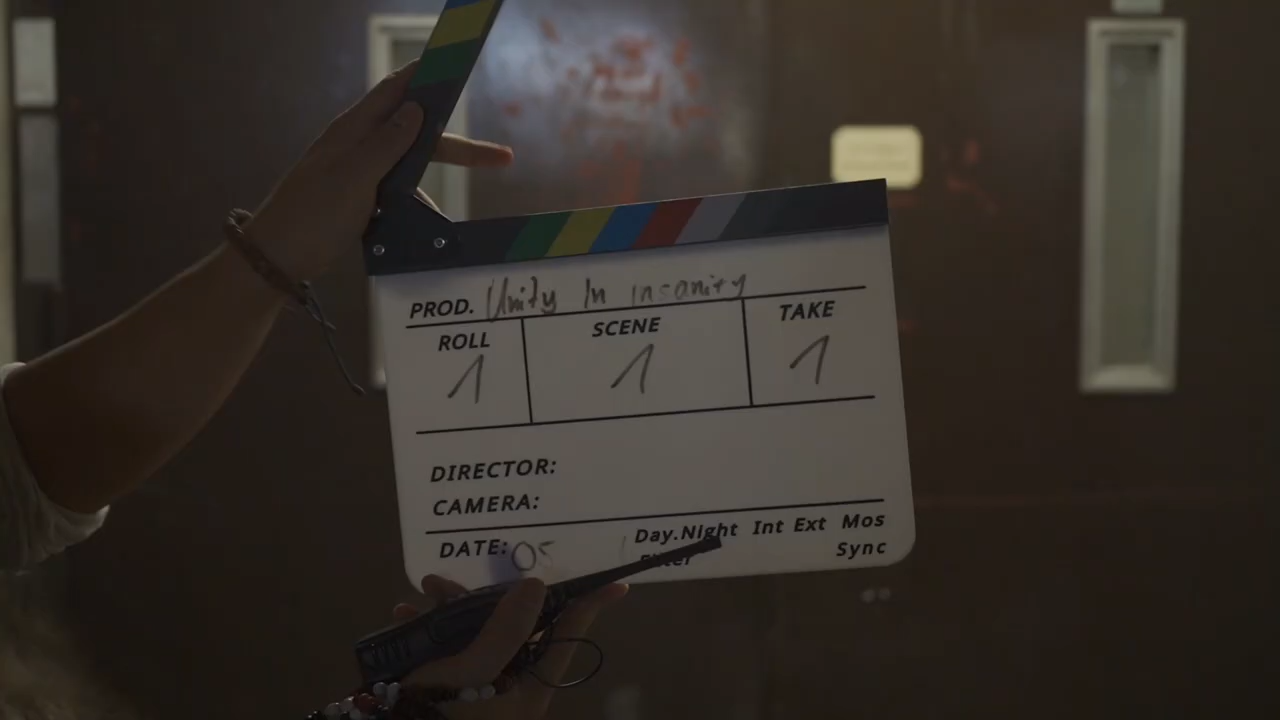 PROD. Unity In insanity
ROLL SCENE TAKE
1 1 1
DIRECTOR:
CAMERA:
DATE: 05 Day.Night Int Ext Mos
Filter Sync